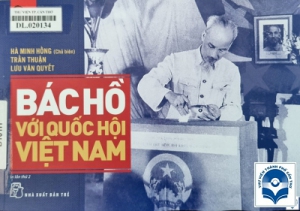 DL.020134
HÀ MINH HỒNG (Chủ biên)
TRẦN THUẬN
LƯU VĂN QUYẾT
BÁC HỒ
VỚI QUỐC HỘI
VIỆT NAM
NHÀ XUẤT BẢN TRẺ